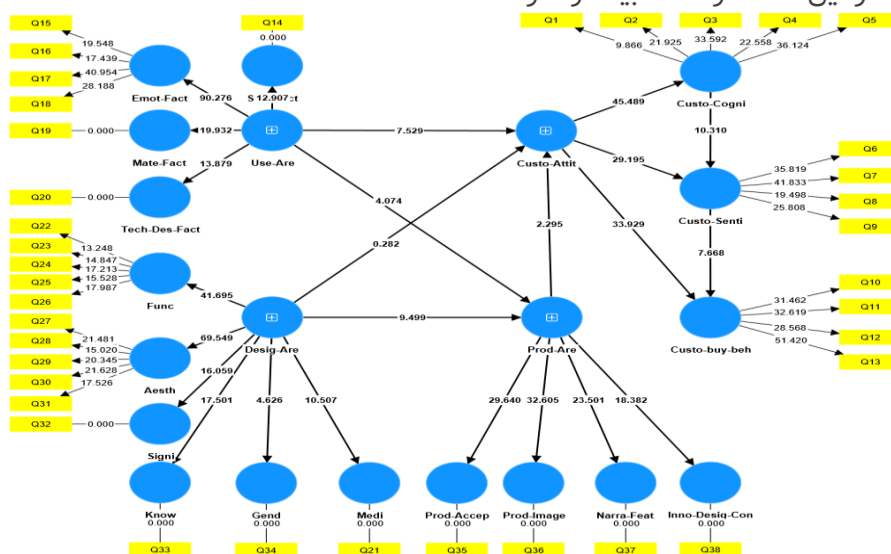 Q15
Q16
Q17
Q18
Q19
Q20
Q22
Q23
Q24
Q25
Q26
Q27
Q28
Q29
Q30
Q31
Q32
19.548
17.439
40.954
28.188
0.000
0.000
13.248
14.847
17.213
15.528
17.987
21.481
15.020
20.345
21.628
17.526
0.000
Emot-Fact
Mate-Fact
Tech-Des-Fact
Func
Aesth
Signi
Q14
0.000
12.907
90.276
19.932
13.879
Use-Are
41.695
69.549
16.059
17.501
4.626
10.507
Desig-Are
7.529
4.074
0.282
9.499
2.295
Custo-Attit
Prod-Are
45.489
29.195
33.929
10.310
7.668
Q1
Q2
Q3
Q4
Q5
9.866
21.925
33.592
22.558
36.124
Custo-Cogni
Q6
Q7
Q8
Q9
35.819
41.833
19.498
25.808
Custo-Senti
Q10
Q11
Q12
Q13
31.462
32.619
28.568
51.420
Custo-buy-beh
29.640
32.605
23.501
18.382
Know
Gend
Medi
Prod-Accep
Prod-Image
Narra-Feat
Inno-Desig-Con
0.000
0.000
0.000
0.000
0.000
0.000
0.000
Q33
Q34
Q21
Q35
Q36
Q37
Q38